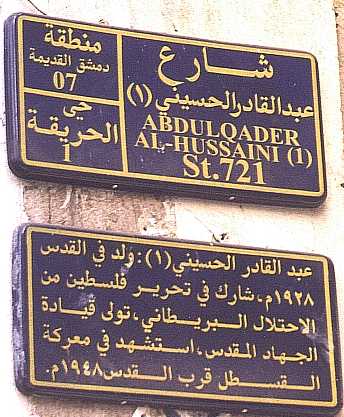 شارع
عبدالقادر الحسيني (١)
ABDULQADER
AL-HUSSAINI (1)
St.721
منطقة
دمشق القديمة
07
حي
الحريقة
1
عبد القادر الحسيني(١):ولد في القدس
١٩٢٨م، شارك في تحرير فلسطين من
الاحتلال البريطاني، تولى قيادة
الجهاد المقدس، استشهد في معركة
القسطل قرب القدس ١٩٤٨م.